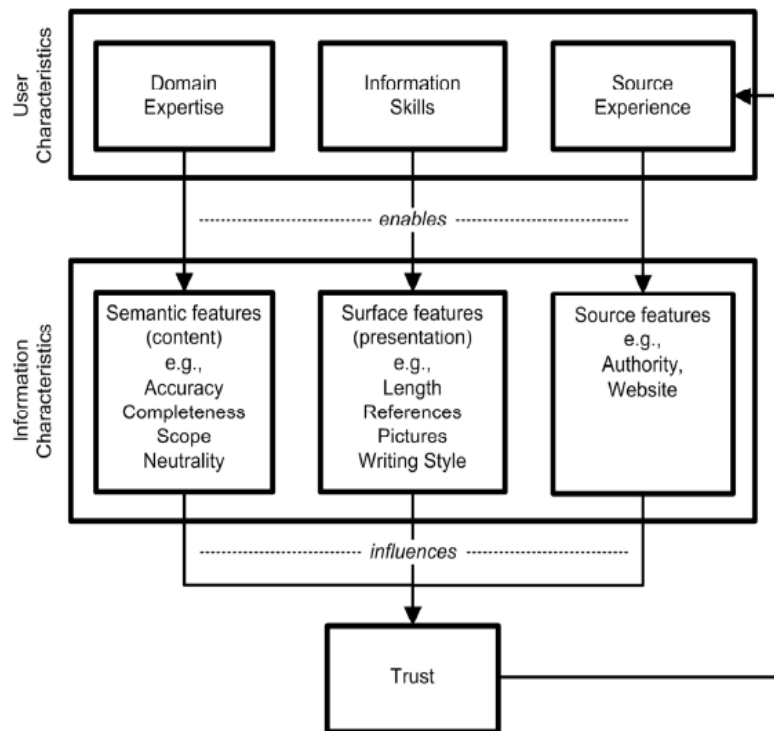 User
Characteristics
Domain
Expertise
Information
Skills
Source
Experience
enables
Information
Characteristics
Semantic features
(content)
e.g.,
Accuracy
Completeness
Scope
Neutrality
Surface features
(presentation)
e.g.,
Length
References
Pictures
Writing Style
Source features
e.g.,
Authority,
Website
influences
Trust